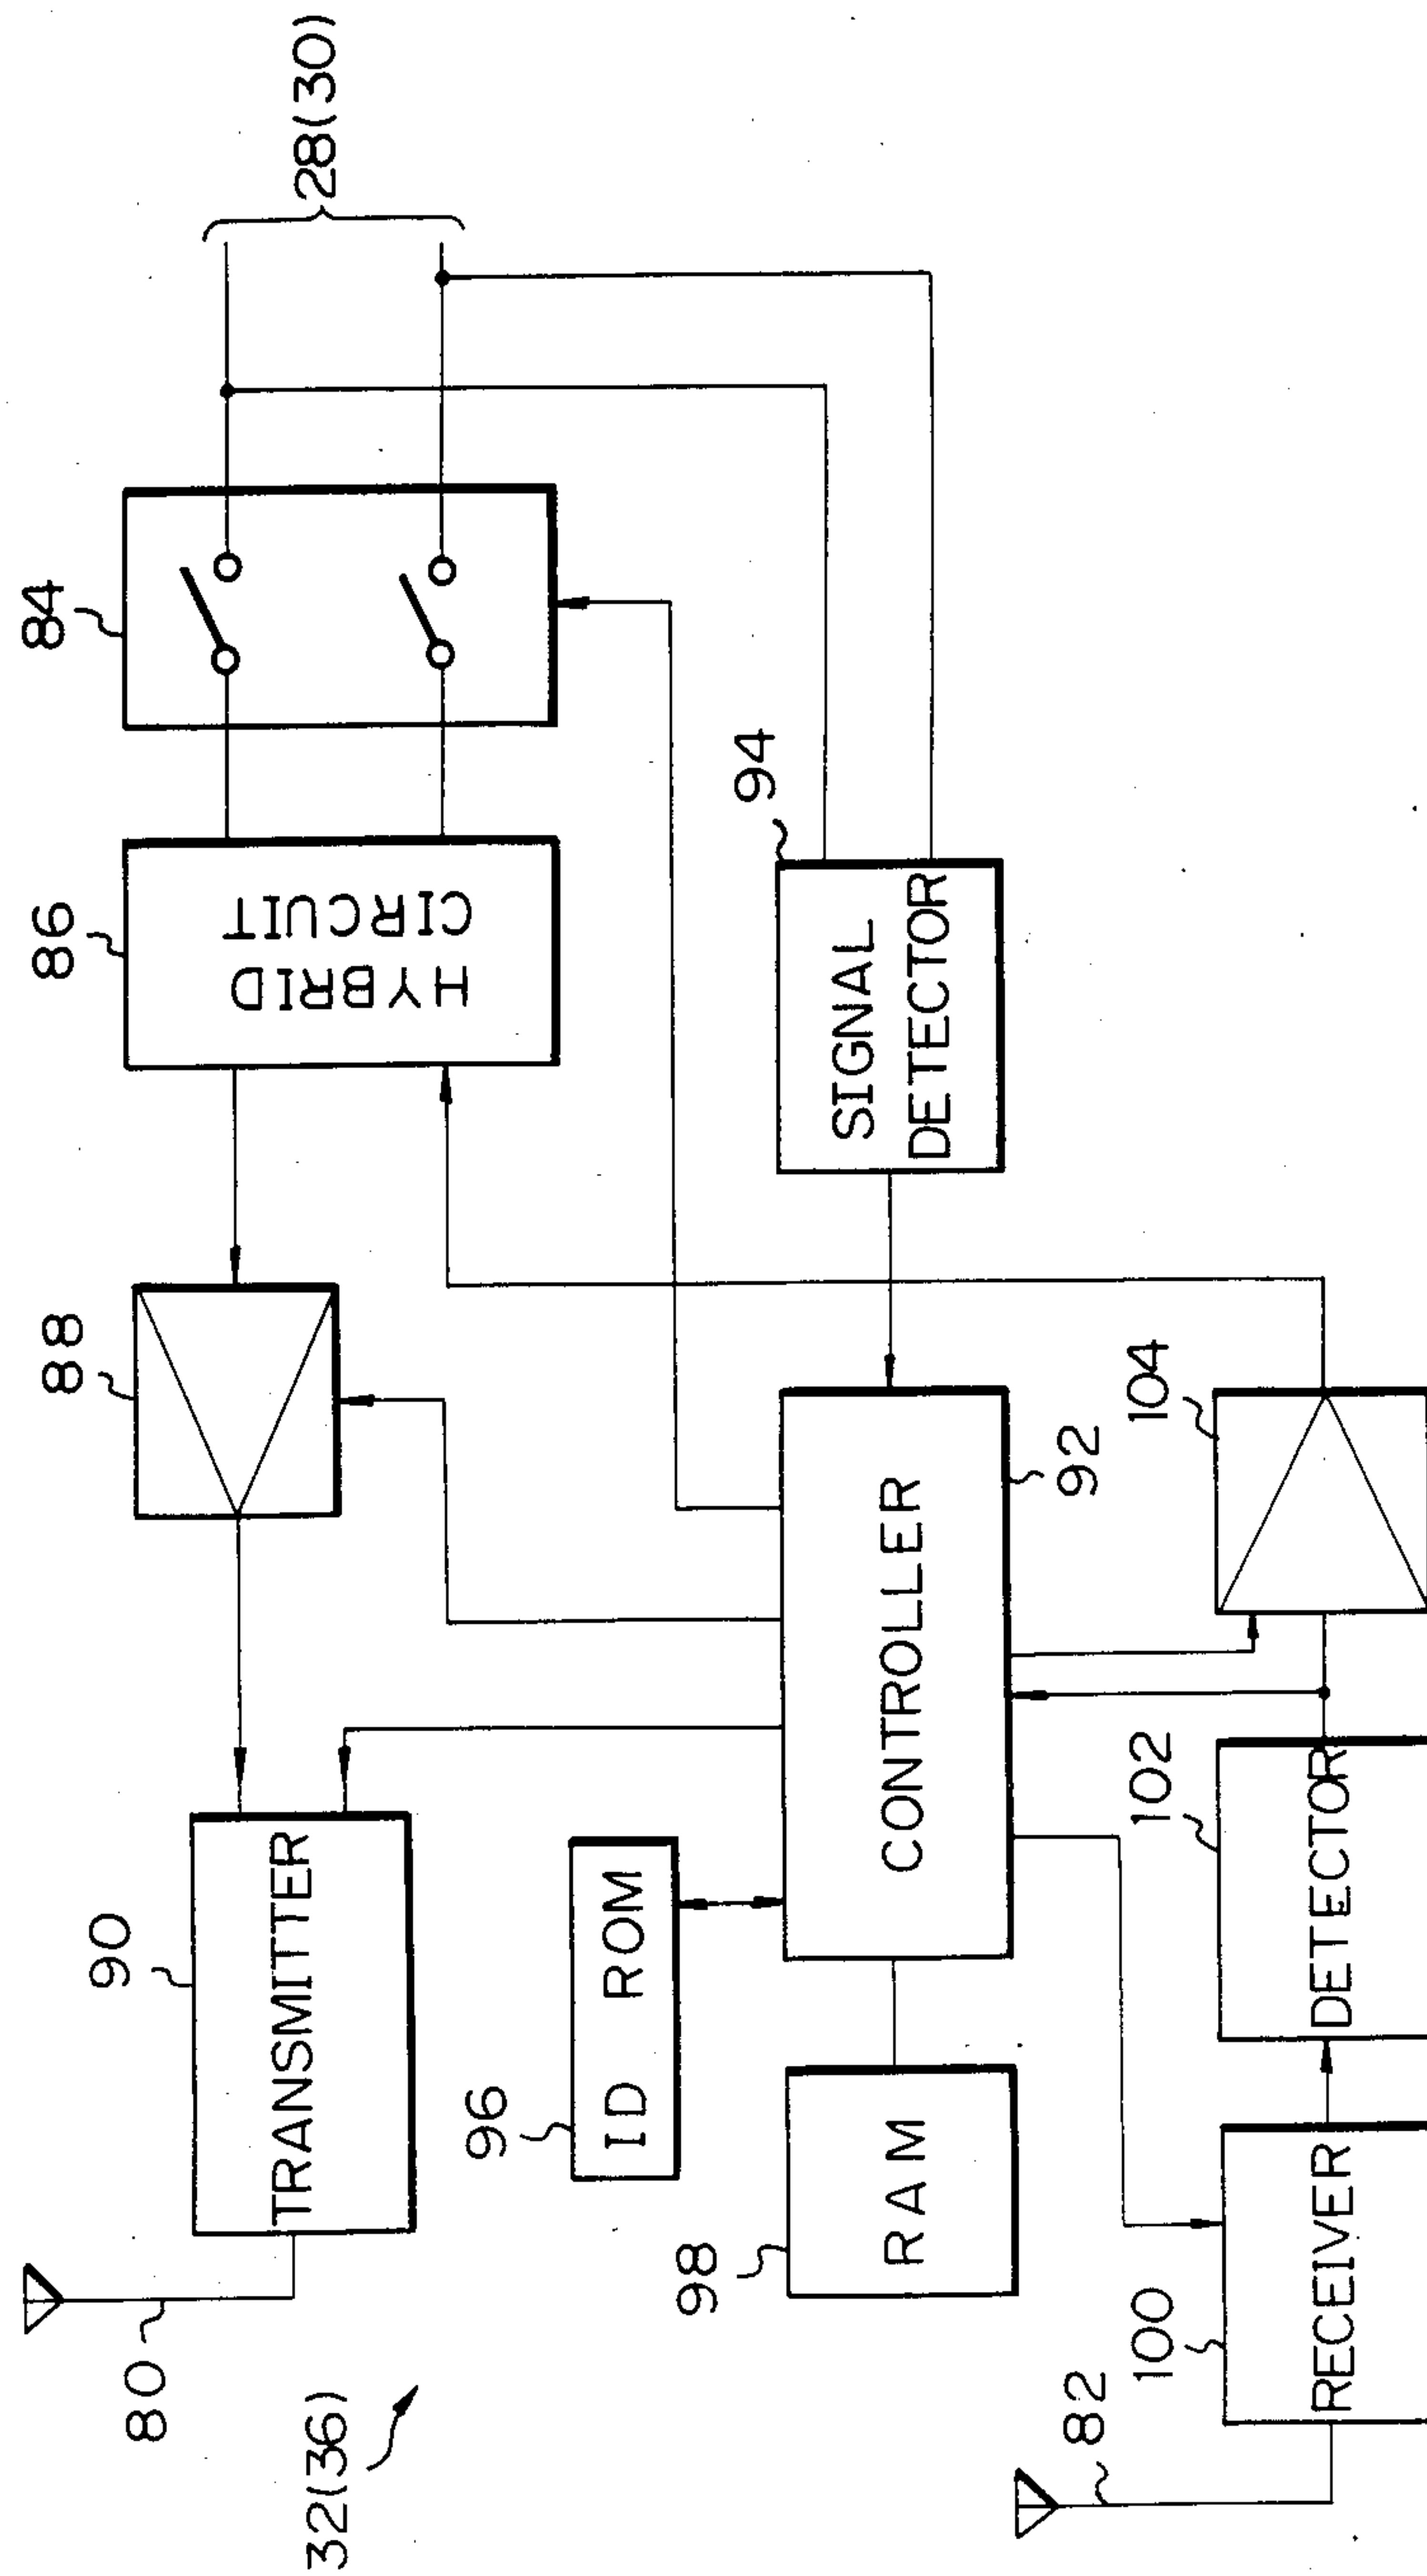 32(36)
80
90
TRANSMITTER
88
86
HYBRID
CIRCUIT
84
28(30)
96
ID ROM
98
RAM
CONTROLLER
92
94
SIGNAL
DETECTOR
82
100
RECEIVER
102
DETECTOR
104